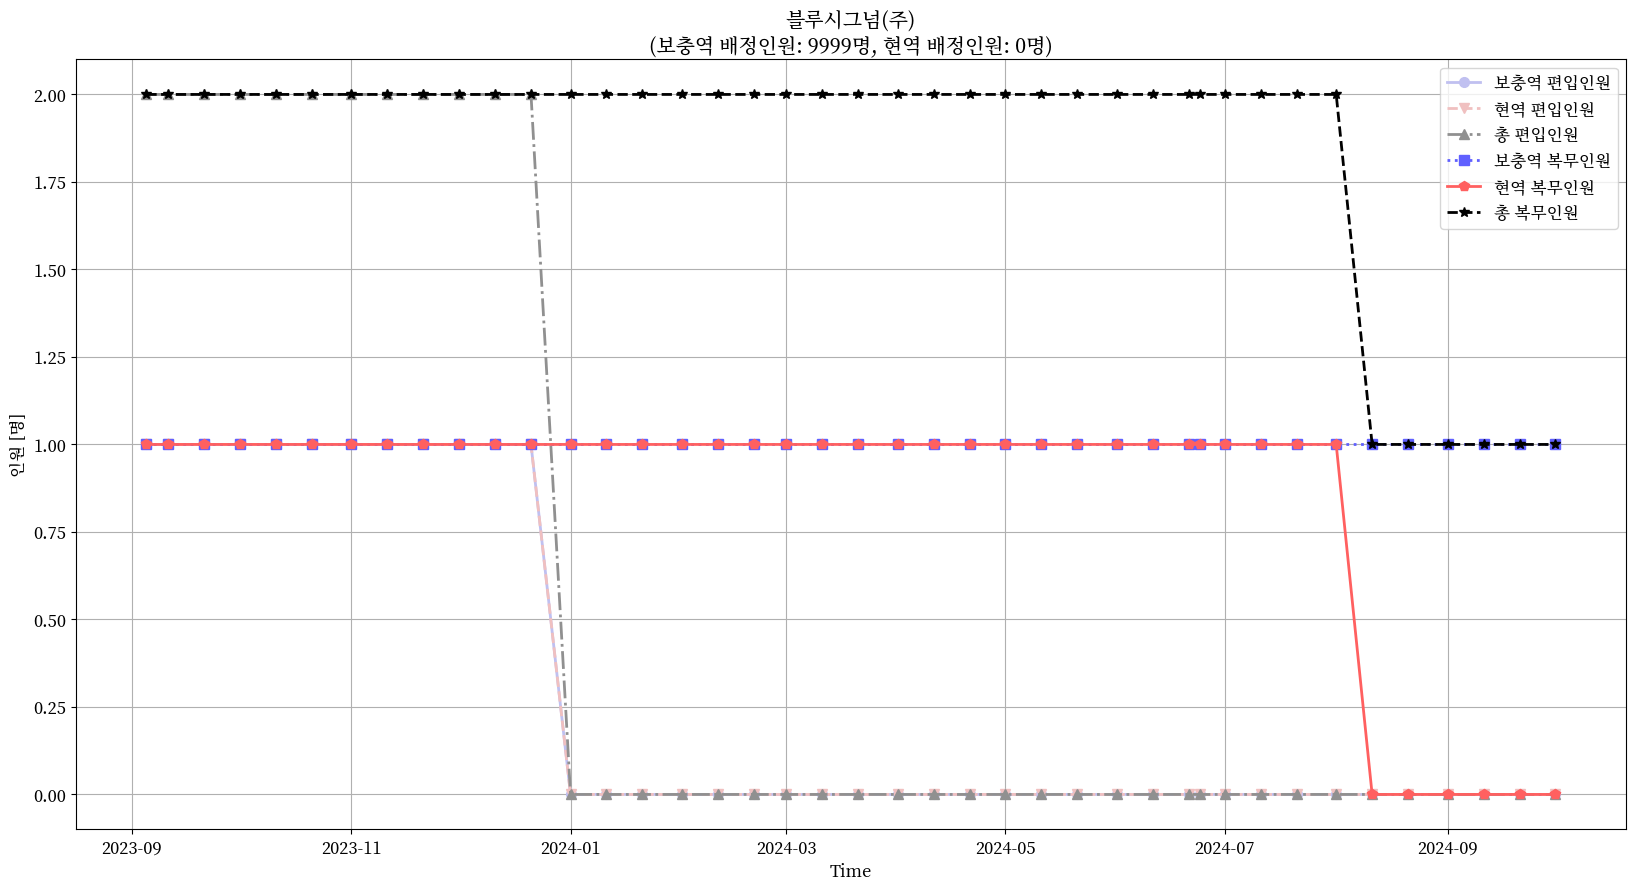 블루시그넘(주)
(보충역 배정인원: 9999명, 현역 배정인원: 0명)
보충역 편입인원
현역 편입인원
총 편입인원
보충역 복무인원
현역 복무인원
총 복무인원
인원 [명]
2.00
1.75
1.50
1.25
1.00
0.75
0.50
0.25
0.00
2023-09 2023-11 2024-01 2024-03 2024-05 2024-07 2024-09
Time